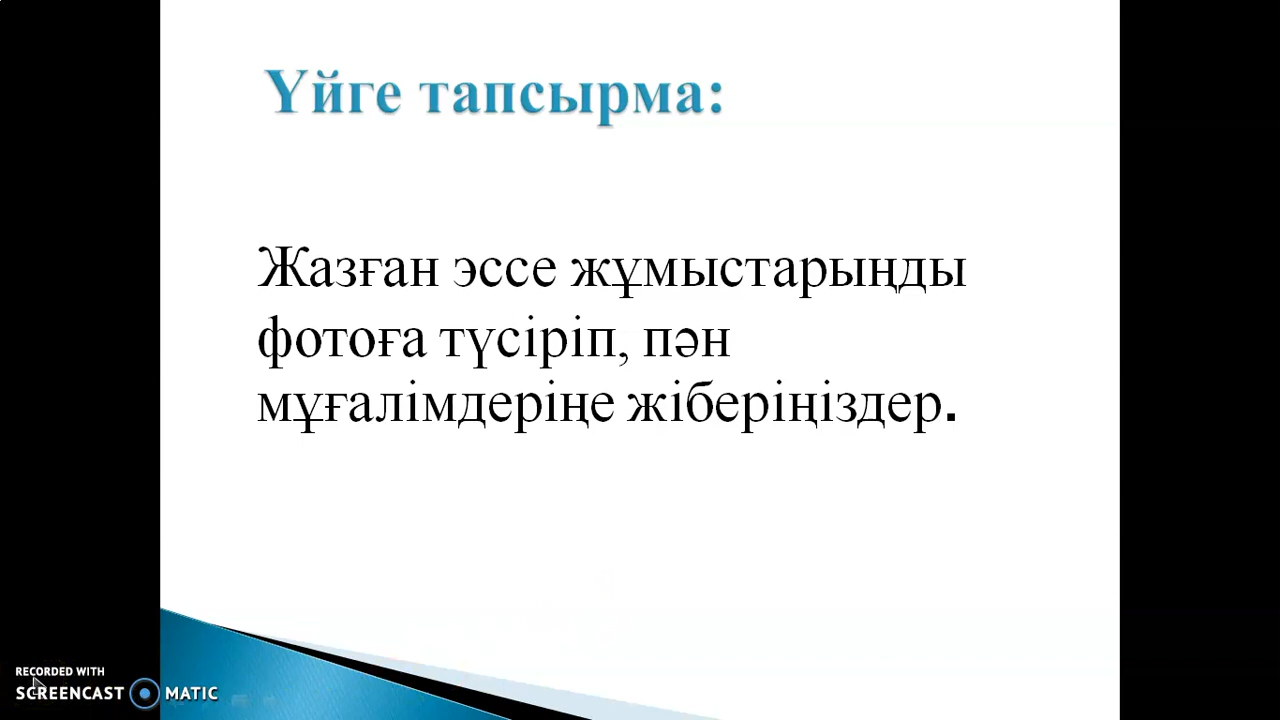 Үйге тапсырма:
Жазған эссе жұмыстарыңды
фотоға түсіріп, пән
мұғалімдеріңе жіберіңіздер.
RECORDED WITH
SCREENCAST MATIC